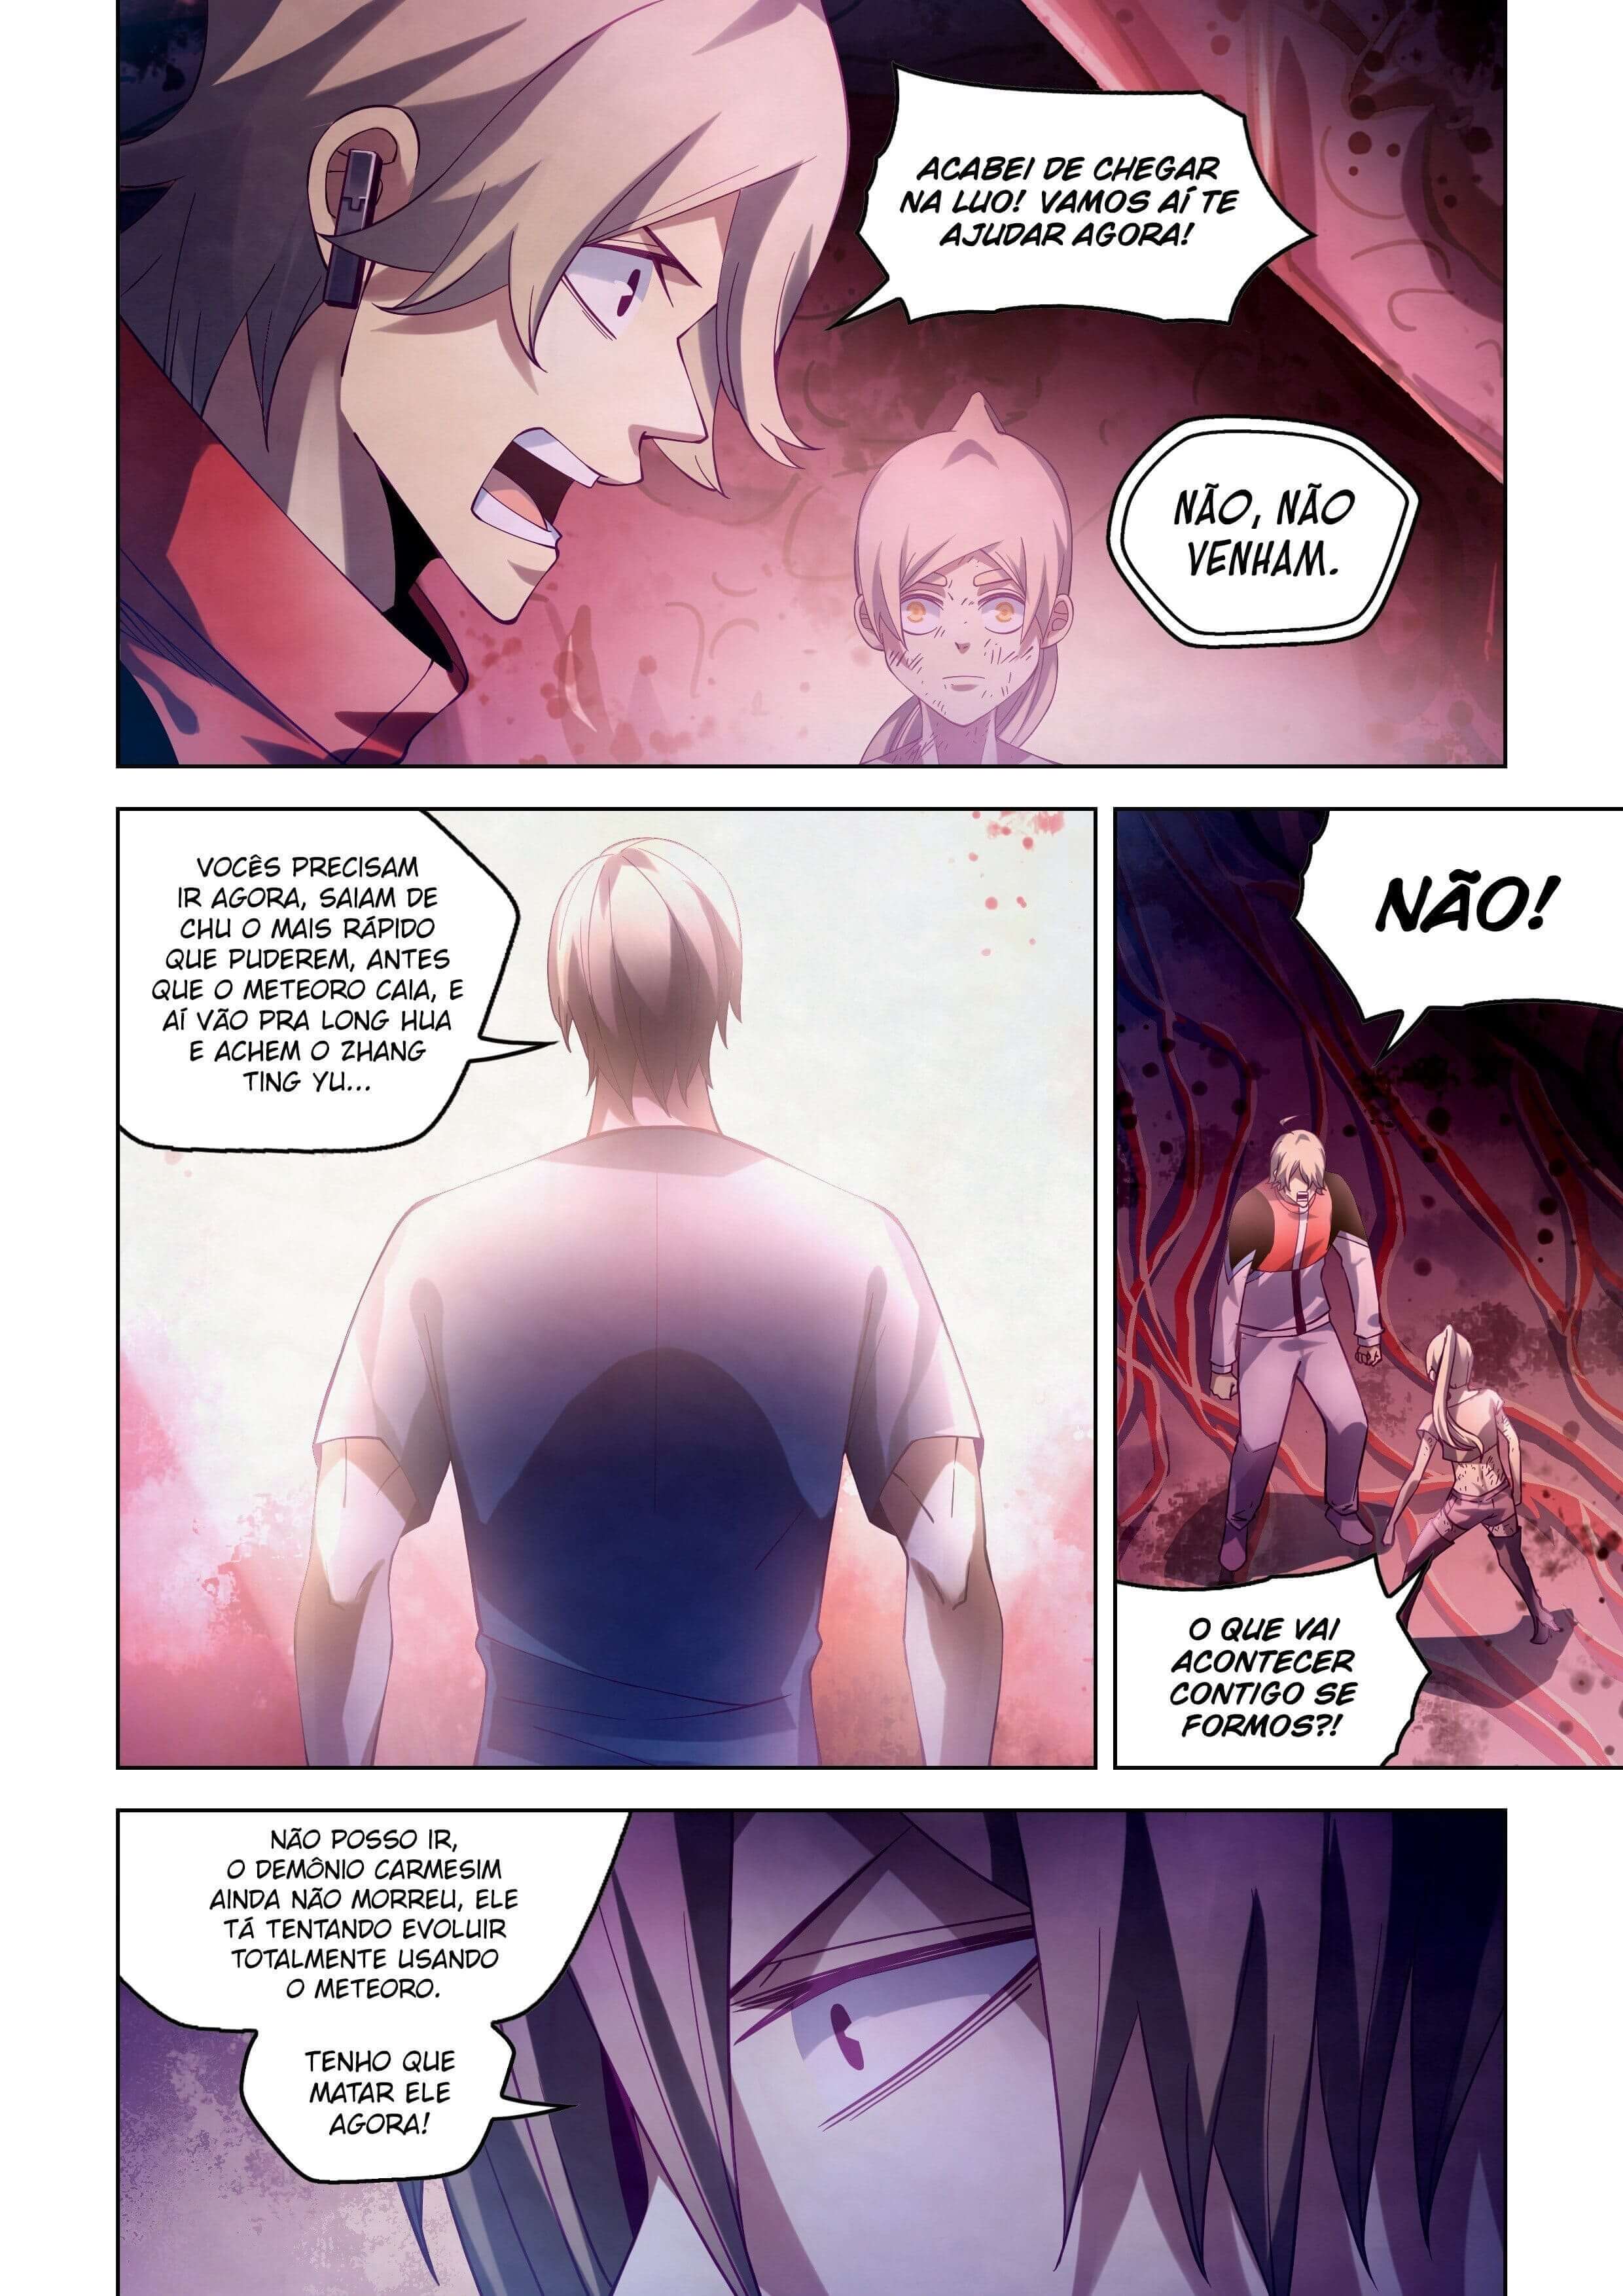 ACABEI DE CHEGAR
NA LUO! VAMOS AÍ TE
AJUDAR AGORA!
NÃO, NÃO
VENHAM.
VOCÊS PRECISAM
IR AGORA, SAIAM DE
CHU O MAIS RÁPIDO
QUE PUDEREM, ANTES
QUE O METEORO CAIA, E
AÍ VÃO PRA LONG HUA
E ACHEM O ZHANG
TING YU...
NÃO!
O QUE VAI
ACONTECER
CONTIGO SE
FORMOS?!
NÃO POSSO IR,
O DEMÔNIO CARMESIM
AINDA NÃO MORREU, ELE
TÁ TENTANDO EVOLUIR
TOTALMENTE USANDO
O METEORO.
TENHO QUE
MATAR ELE
AGORA!